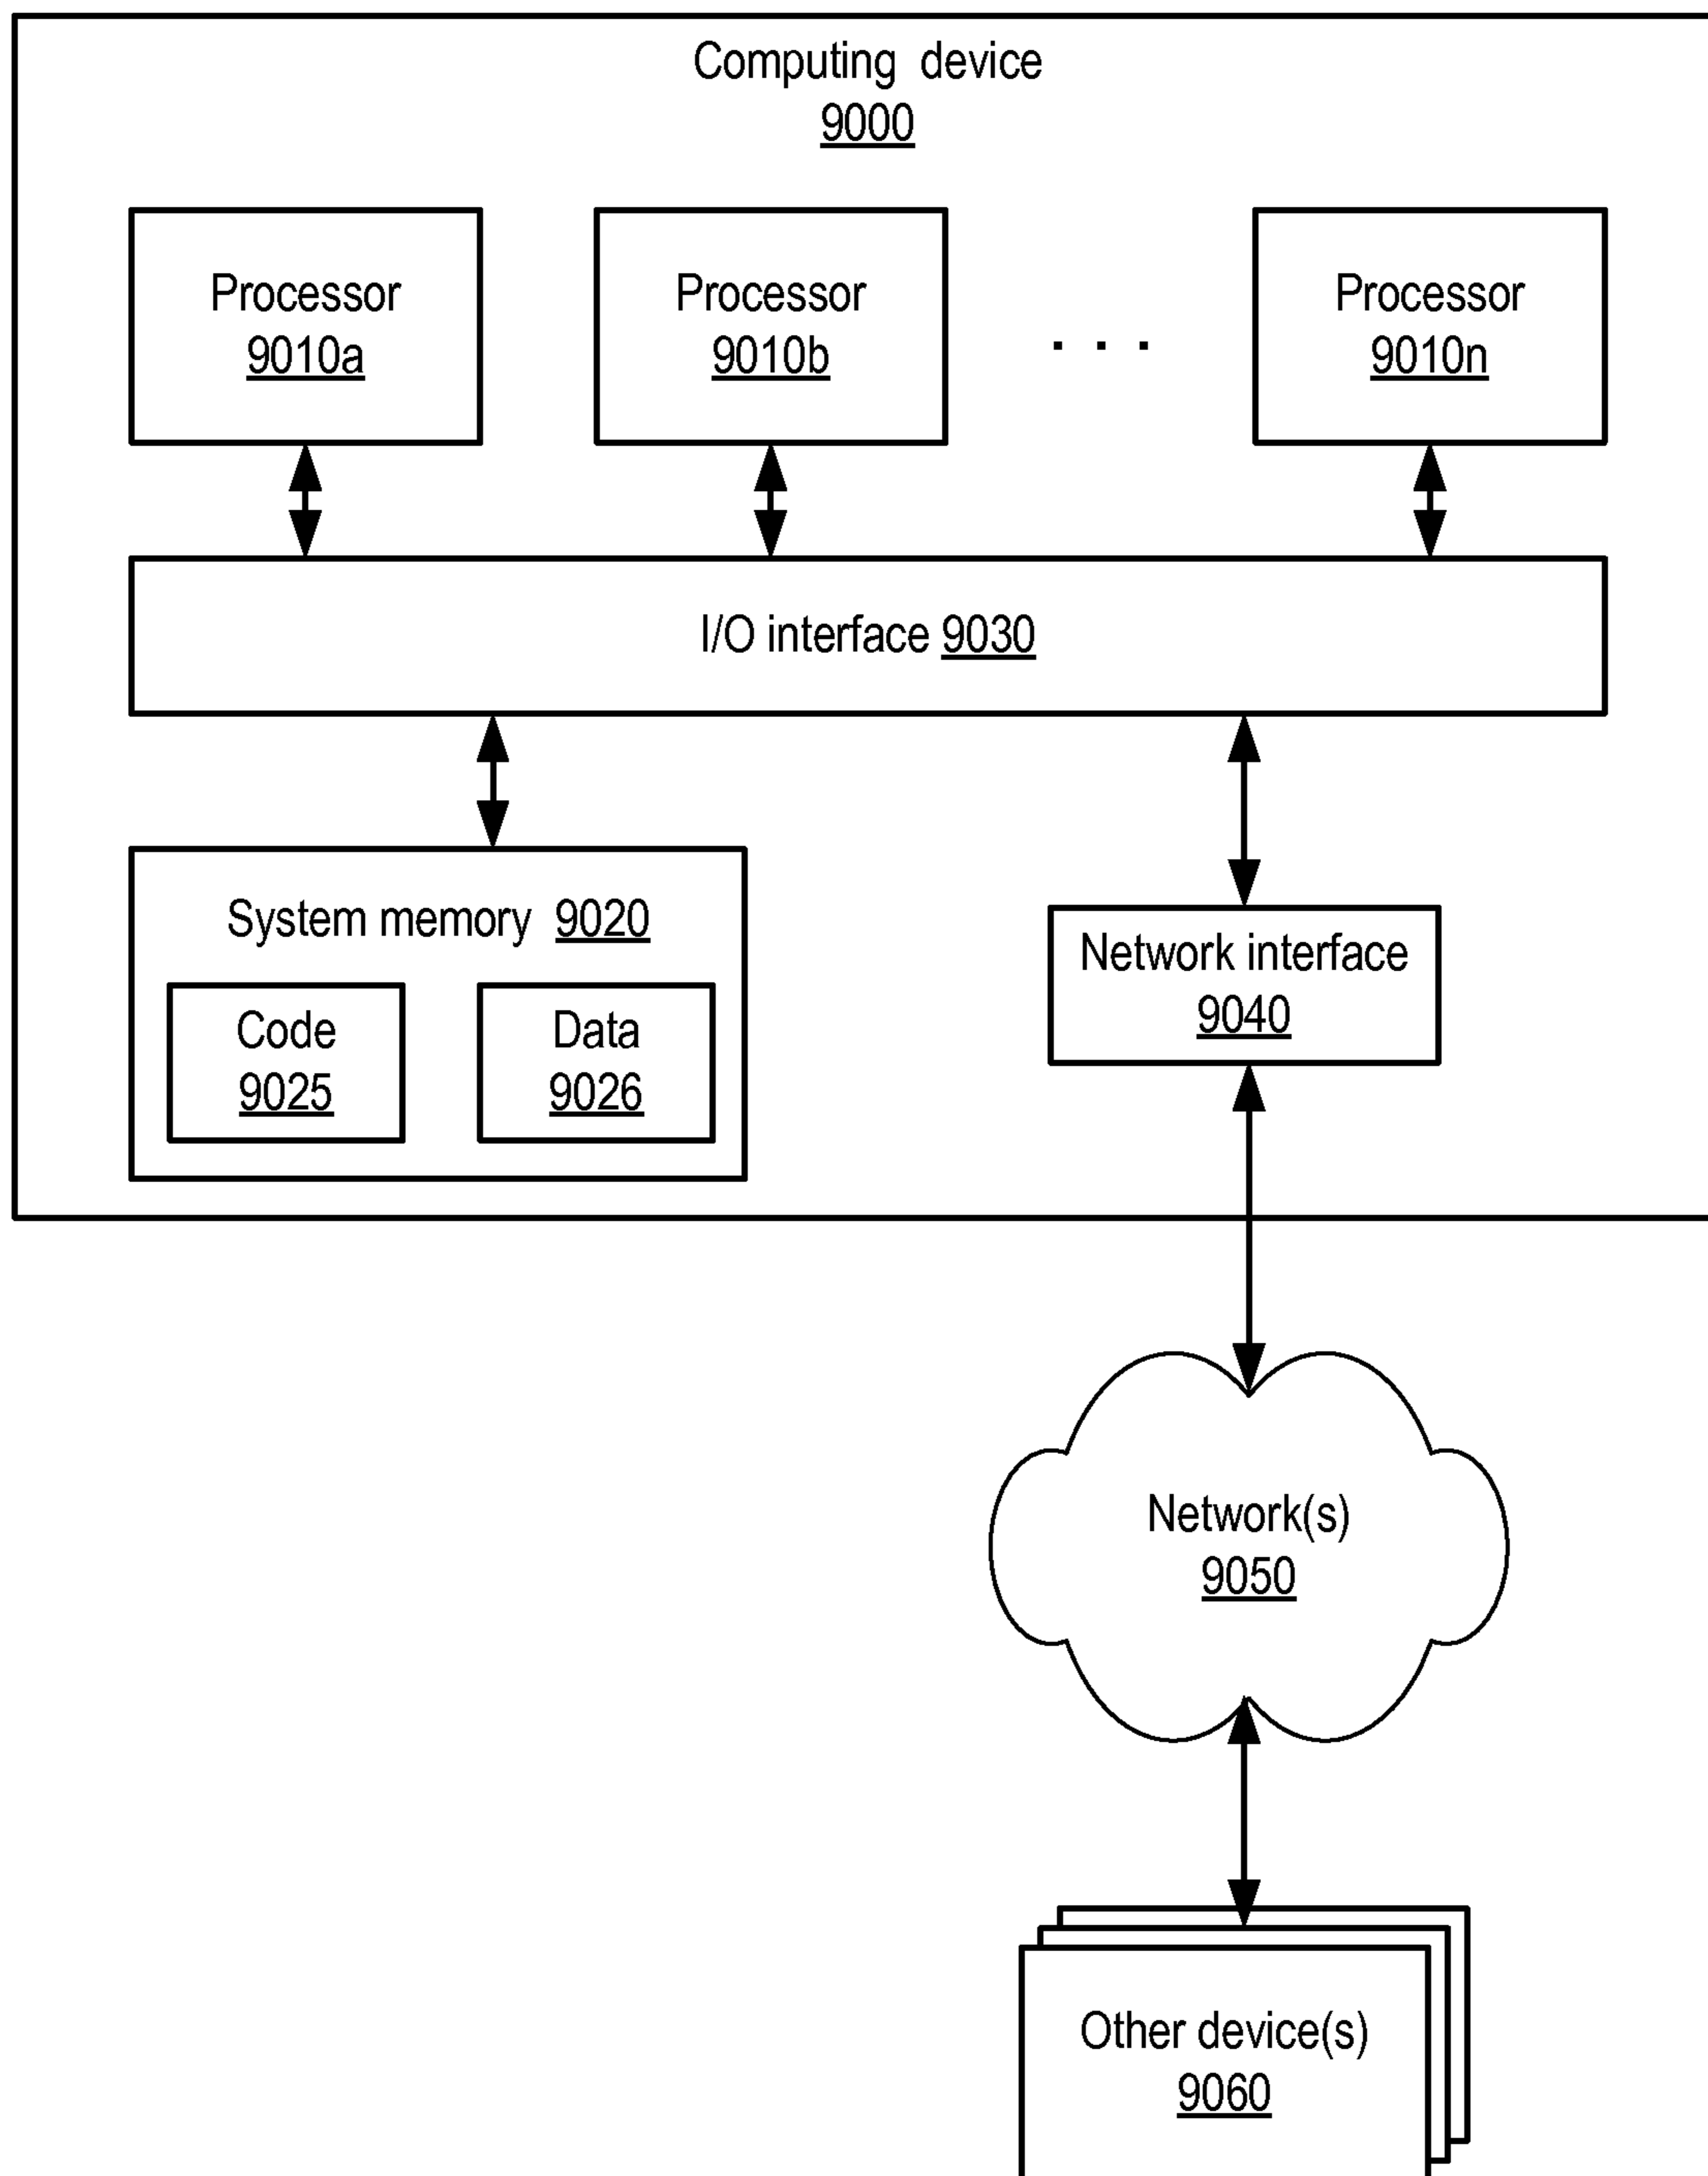 Computing device
9000
Processor
9010a
Processor
9010b
. . .
Processor
9010n
I/O interface 9030
System memory 9020
Code
9025
Data
9026
Network interface
9040
Network(s)
9050
Other device(s)
9060